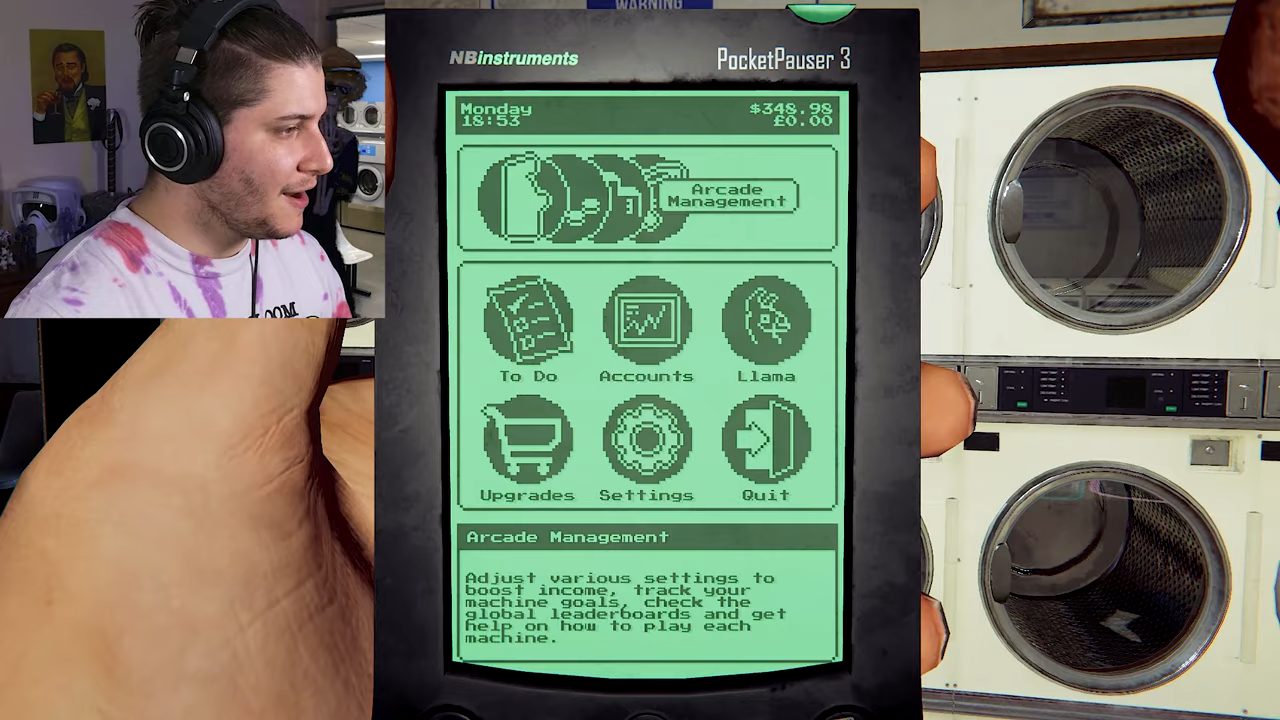 WARNING
NBinstruments
PocketPauser 3
Monday
18:53
$348.98
£0.00
Arcade
Management
To Do
Accounts
Llama
Upgrades
Settings
Quit
Arcade Management
Adjust various settings to
boost income, track your
machine goals, check the
global leaderboards and get
help on how to play each
machine.